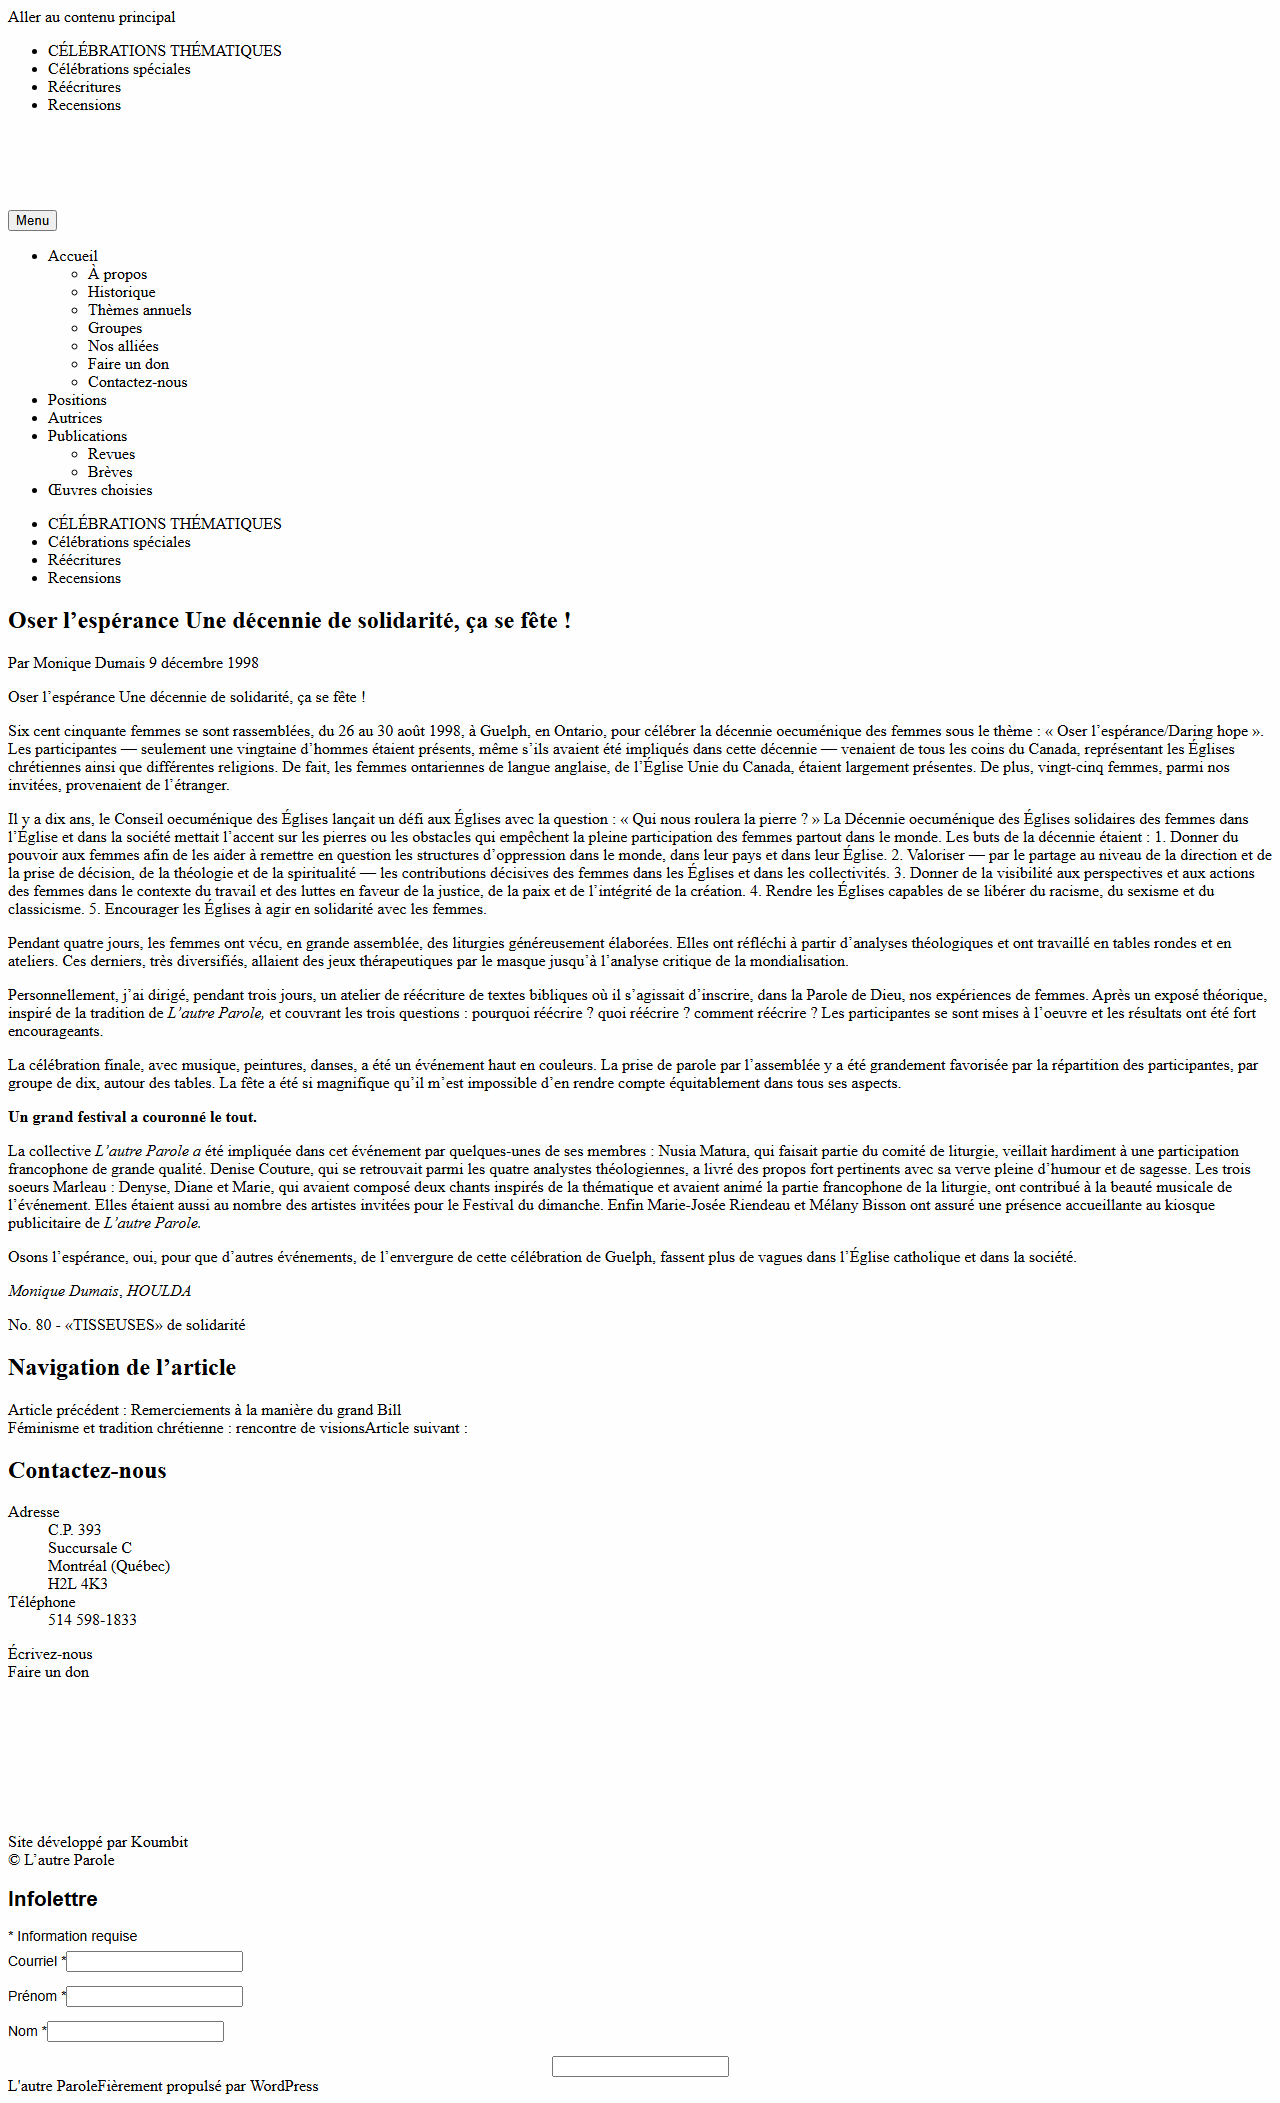 Aller au contenu principal
CÉLÉBRATIONS THÉMATIQUES
Célébrations spéciales
Réécritures
Recensions
Menu
Accueil
À propos
Historique
Thèmes annuels
Groupes
Nos alliées
Faire un don
Contactez-nous
Positions
Autrices
Publications
Revues
Brèves
Œuvres choisies
CÉLÉBRATIONS THÉMATIQUES
Célébrations spéciales
Réécritures
Recensions
Oser l’espérance Une décennie de solidarité, ça se fête !
Par Monique Dumais 9 décembre 1998
Oser l’espérance Une décennie de solidarité, ça se fête !
Six cent cinquante femmes se sont rassemblées, du 26 au 30 août 1998, à Guelph, en Ontario, pour célébrer la décennie oecuménique des femmes sous le thème : « Oser l’espérance/Daring hope ».
Les participantes — seulement une vingtaine d’hommes étaient présents, même s’ils avaient été impliqués dans cette décennie — venaient de tous les coins du Canada, représentant les Églises
chrétiennes ainsi que différentes religions. De fait, les femmes ontariennes de langue anglaise, de l’Église Unie du Canada, étaient largement présentes. De plus, vingt-cinq femmes, parmi nos
invitées, provenaient de l’étranger.
Il y a dix ans, le Conseil oecuménique des Églises lançait un défi aux Églises avec la question : « Qui nous roulera la pierre ? » La Décennie oecuménique des Églises solidaires des femmes dans
l’Église et dans la société mettait l’accent sur les pierres ou les obstacles qui empêchent la pleine participation des femmes partout dans le monde. Les buts de la décennie étaient : 1. Donner du
pouvoir aux femmes afin de les aider à remettre en question les structures d’oppression dans le monde, dans leur pays et dans leur Église. 2. Valoriser — par le partage au niveau de la direction et de
la prise de décision, de la théologie et de la spiritualité — les contributions décisives des femmes dans les Églises et dans les collectivités. 3. Donner de la visibilité aux perspectives et aux actions
des femmes dans le contexte du travail et des luttes en faveur de la justice, de la paix et de l’intégrité de la création. 4. Rendre les Églises capables de se libérer du racisme, du sexisme et du
classicisme. 5. Encourager les Églises à agir en solidarité avec les femmes.
Pendant quatre jours, les femmes ont vécu, en grande assemblée, des liturgies généreusement élaborées. Elles ont réfléchi à partir d’analyses théologiques et ont travaillé en tables rondes et en
ateliers. Ces derniers, très diversifiés, allaient des jeux thérapeutiques par le masque jusqu’à l’analyse critique de la mondialisation.
Personnellement, j’ai dirigé, pendant trois jours, un atelier de réécriture de textes bibliques où il s’agissait d’inscrire, dans la Parole de Dieu, nos expériences de femmes. Après un exposé théorique,
inspiré de la tradition de L’autre Parole, et couvrant les trois questions : pourquoi réécrire ? quoi réécrire ? comment réécrire ? Les participantes se sont mises à l’oeuvre et les résultats ont été fort
encourageants.
La célébration finale, avec musique, peintures, danses, a été un événement haut en couleurs. La prise de parole par l’assemblée y a été grandement favorisée par la répartition des participantes, par
groupe de dix, autour des tables. La fête a été si magnifique qu’il m’est impossible d’en rendre compte équitablement dans tous ses aspects.
Un grand festival a couronné le tout.
La collective L’autre Parole a été impliquée dans cet événement par quelques-unes de ses membres : Nusia Matura, qui faisait partie du comité de liturgie, veillait hardiment à une participation
francophone de grande qualité. Denise Couture, qui se retrouvait parmi les quatre analystes théologiennes, a livré des propos fort pertinents avec sa verve pleine d’humour et de sagesse. Les trois
soeurs Marleau : Denyse, Diane et Marie, qui avaient composé deux chants inspirés de la thématique et avaient animé la partie francophone de la liturgie, ont contribué à la beauté musicale de
l’événement. Elles étaient aussi au nombre des artistes invitées pour le Festival du dimanche. Enfin Marie-Josée Riendeau et Mélany Bisson ont assuré une présence accueillante au kiosque
publicitaire de L’autre Parole.
Osons l’espérance, oui, pour que d’autres événements, de l’envergure de cette célébration de Guelph, fassent plus de vagues dans l’Église catholique et dans la société.
Monique Dumais, HOULDA
No. 80 - «TISSEUSES» de solidarité
Navigation de l’article
Article précédent : Remerciements à la manière du grand Bill
Féminisme et tradition chrétienne : rencontre de visionsArticle suivant :
Contactez-nous
Adresse
C.P. 393
Succursale C
Montréal (Québec)
H2L 4K3
Téléphone
514 598-1833
Écrivez-nous
Faire un don
Site développé par Koumbit
© L’autre Parole
Infolettre
* Information requise
Courriel *
Prénom *
Nom *
L'autre ParoleFièrement propulsé par WordPress